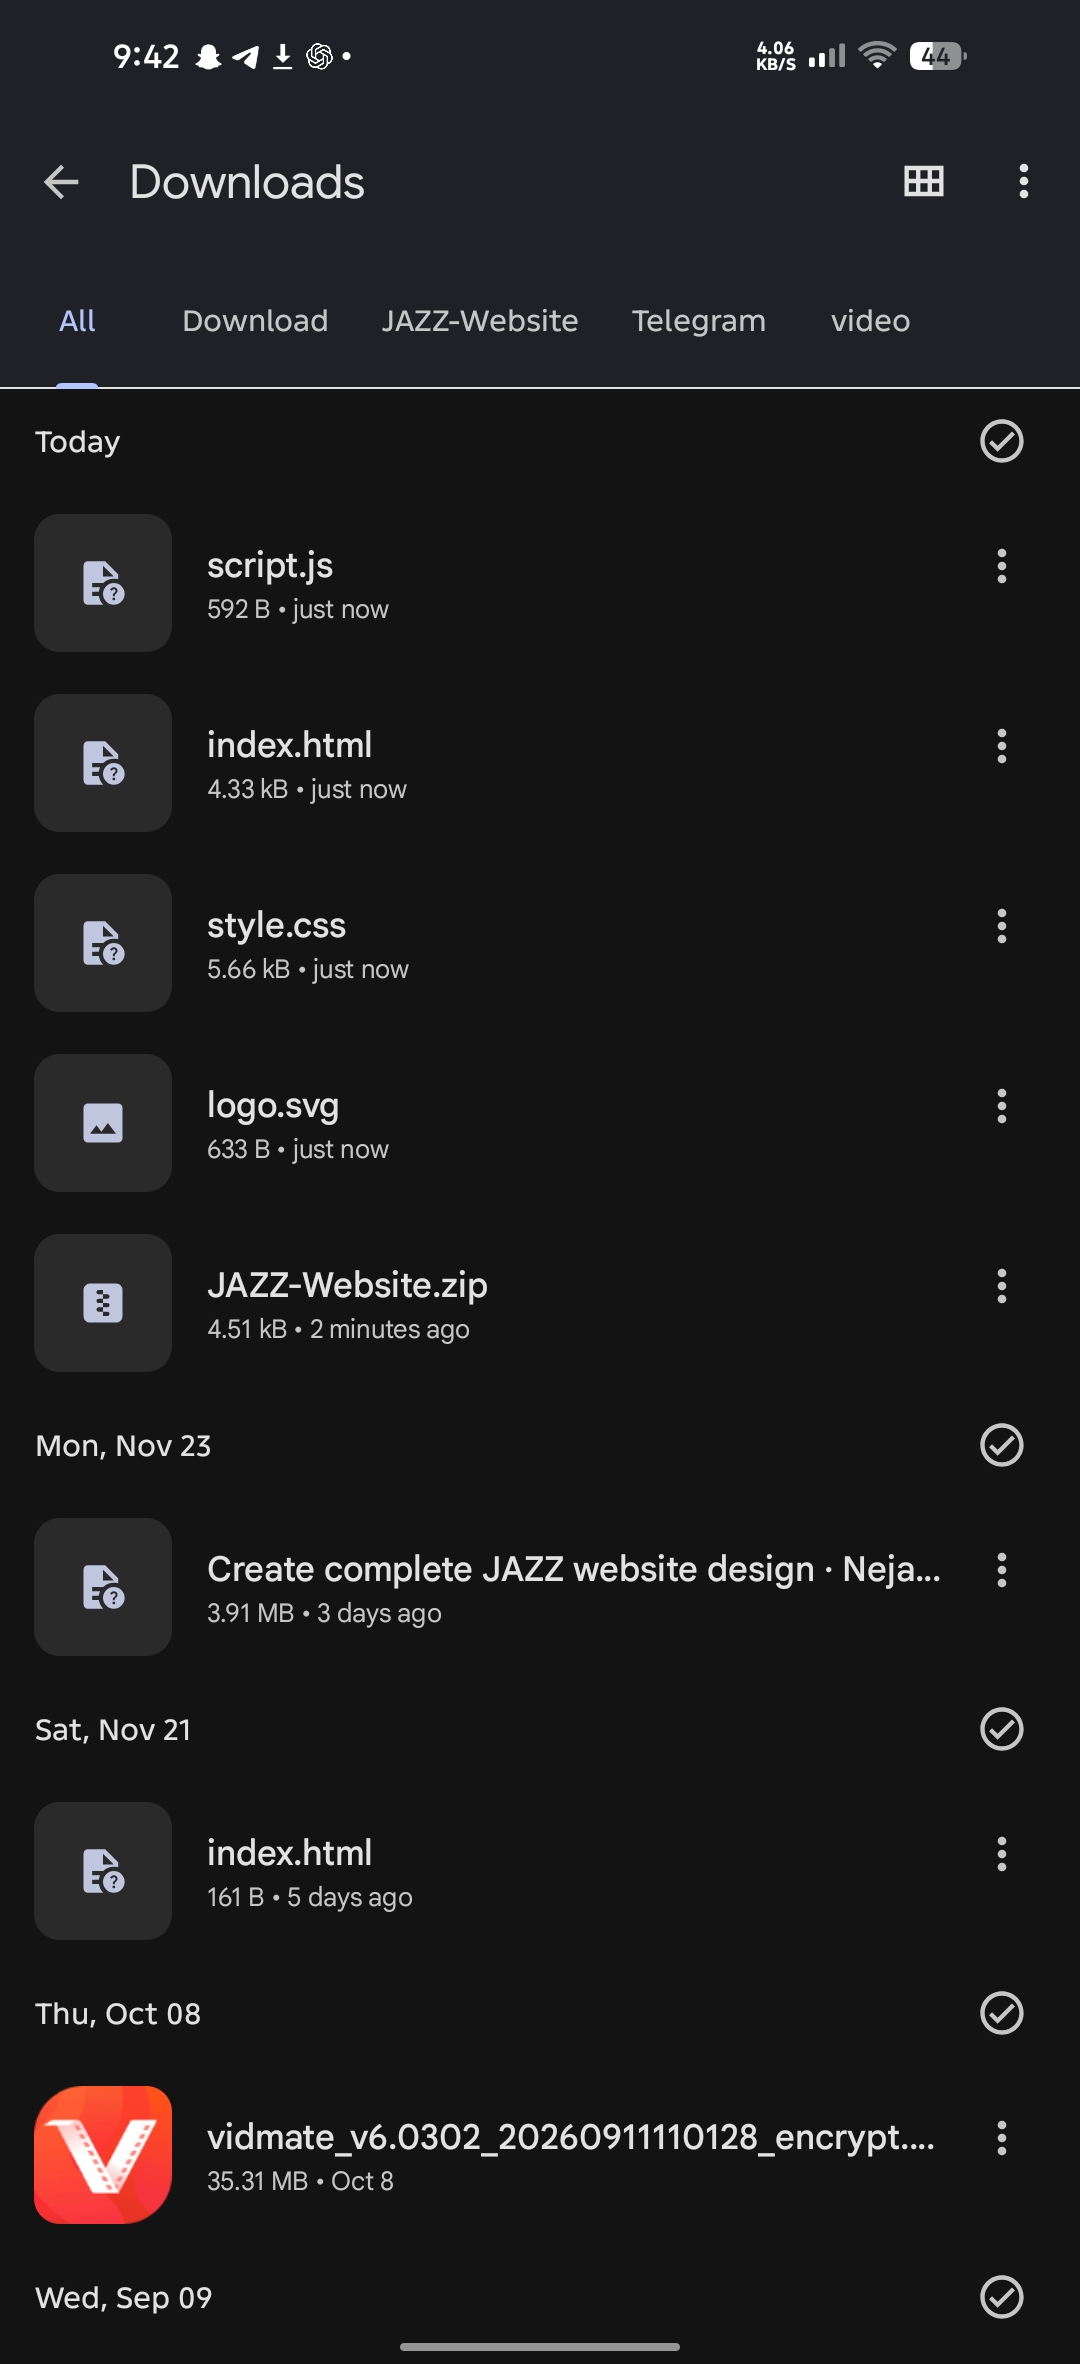 9:42
4.06
KB/S
44
Downloads
All Download JAZZ-Website Telegram video
Today
script.js
592 B • just now
index.html
4.33 kB • just now
style.css
5.66 kB • just now
logo.svg
633 B • just now
JAZZ-Website.zip
4.51 kB • 2 minutes ago
Mon, Nov 23
Create complete JAZZ website design · Neja...
3.91 MB • 3 days ago
Sat, Nov 21
index.html
161 B • 5 days ago
Thu, Oct 08
vidmate_v6.0302_20260911110128_encrypt....
35.31 MB • Oct 8
Wed, Sep 09